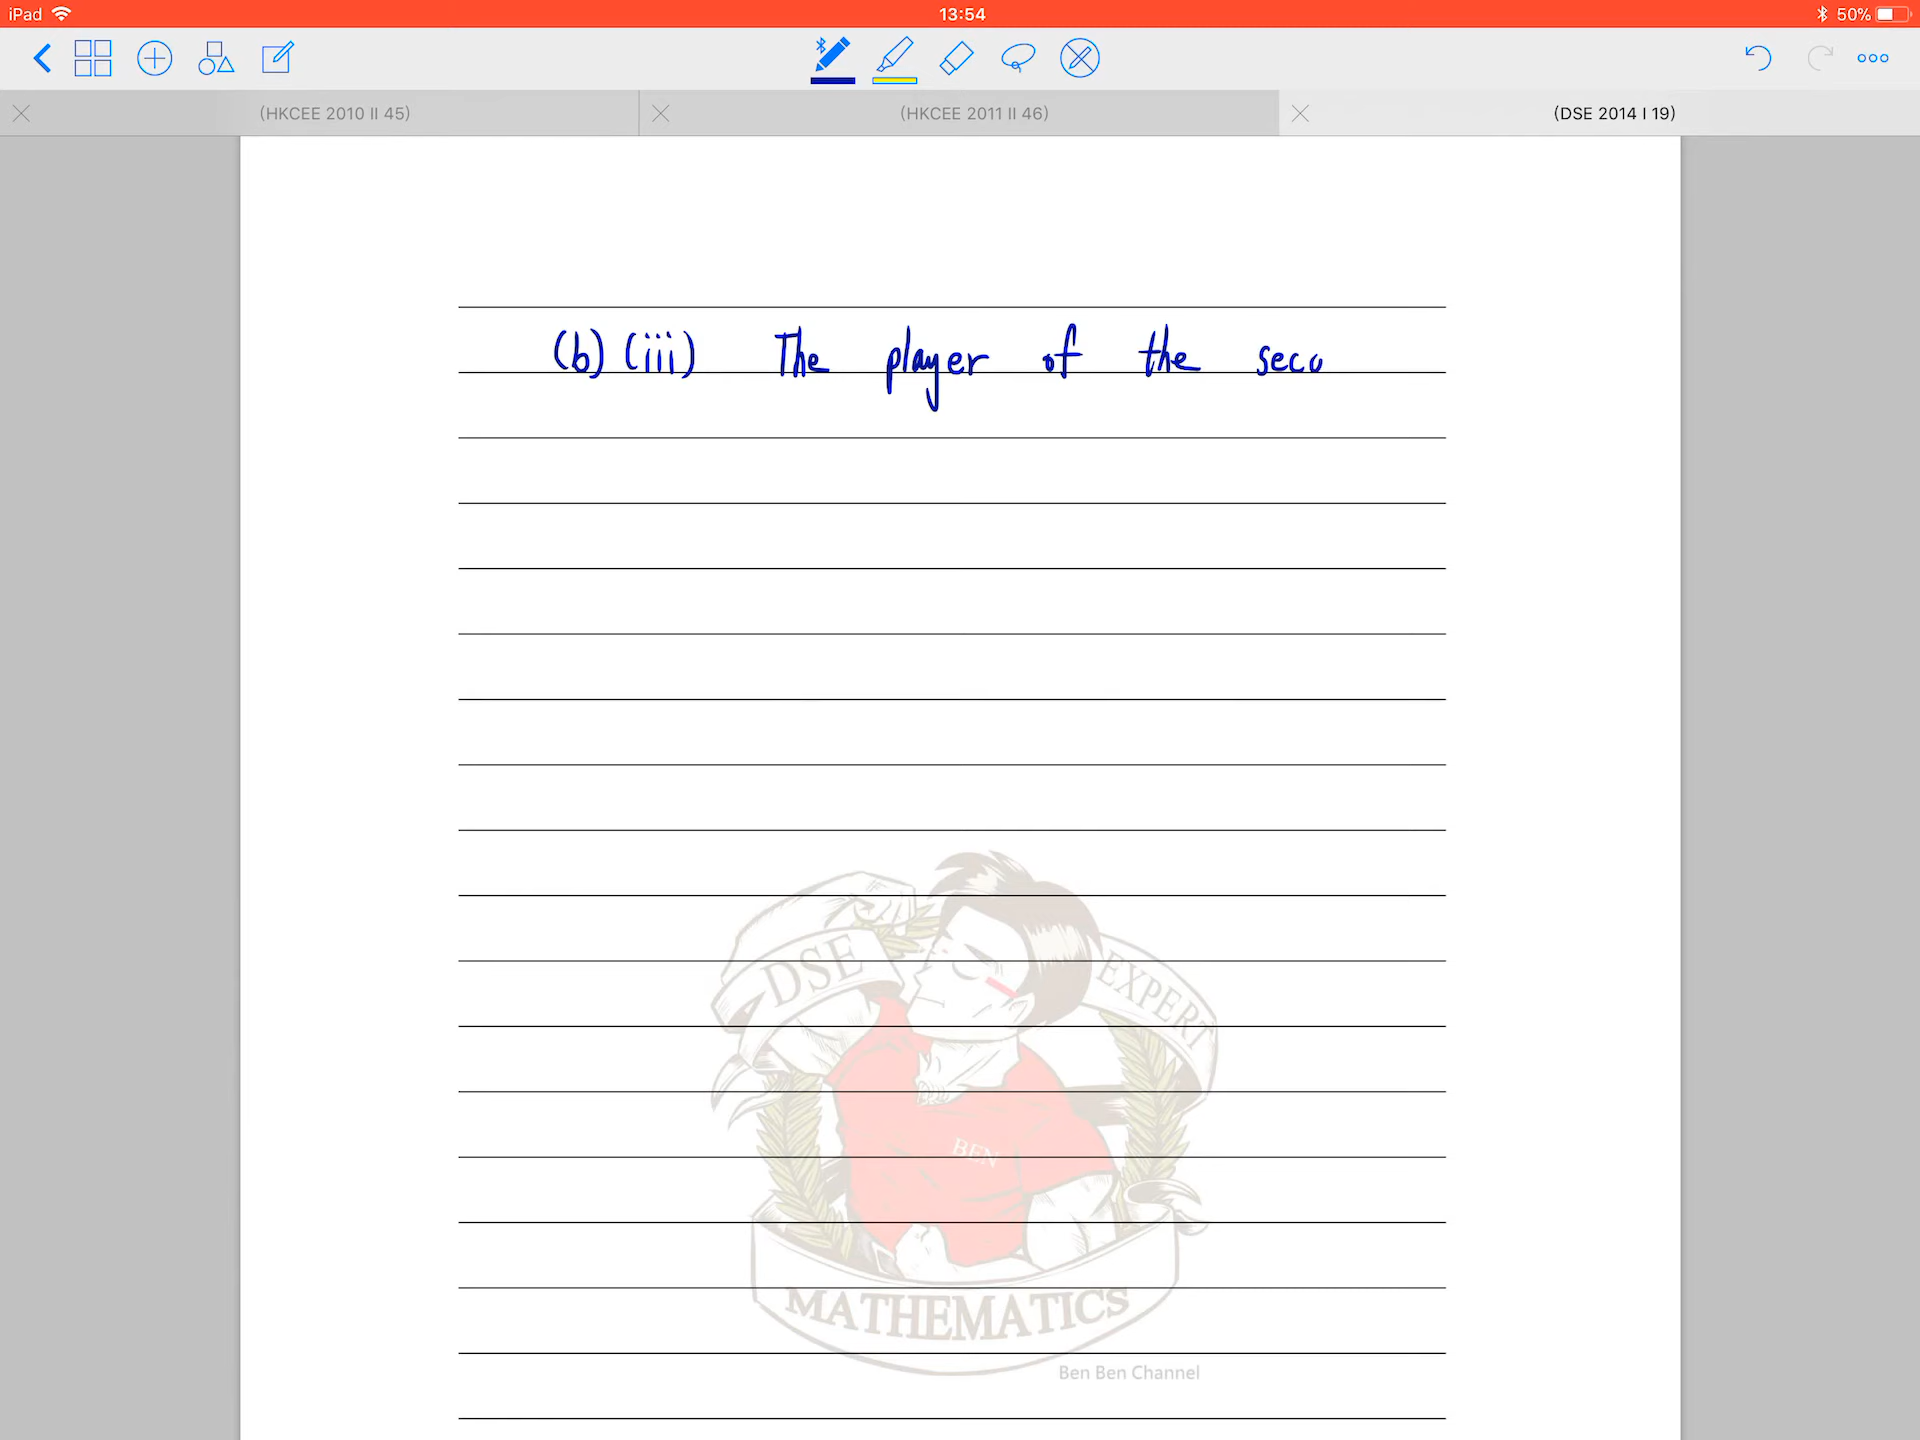 iPad 13:54 50%
(HKCEE 2010 II 45) (HKCEE 2011 II 46) (DSE 2014 I 19)
(b) (iii) The player of the seco
DSE EXPERT
BEN
MATHEMATICS
Ben Ben Channel